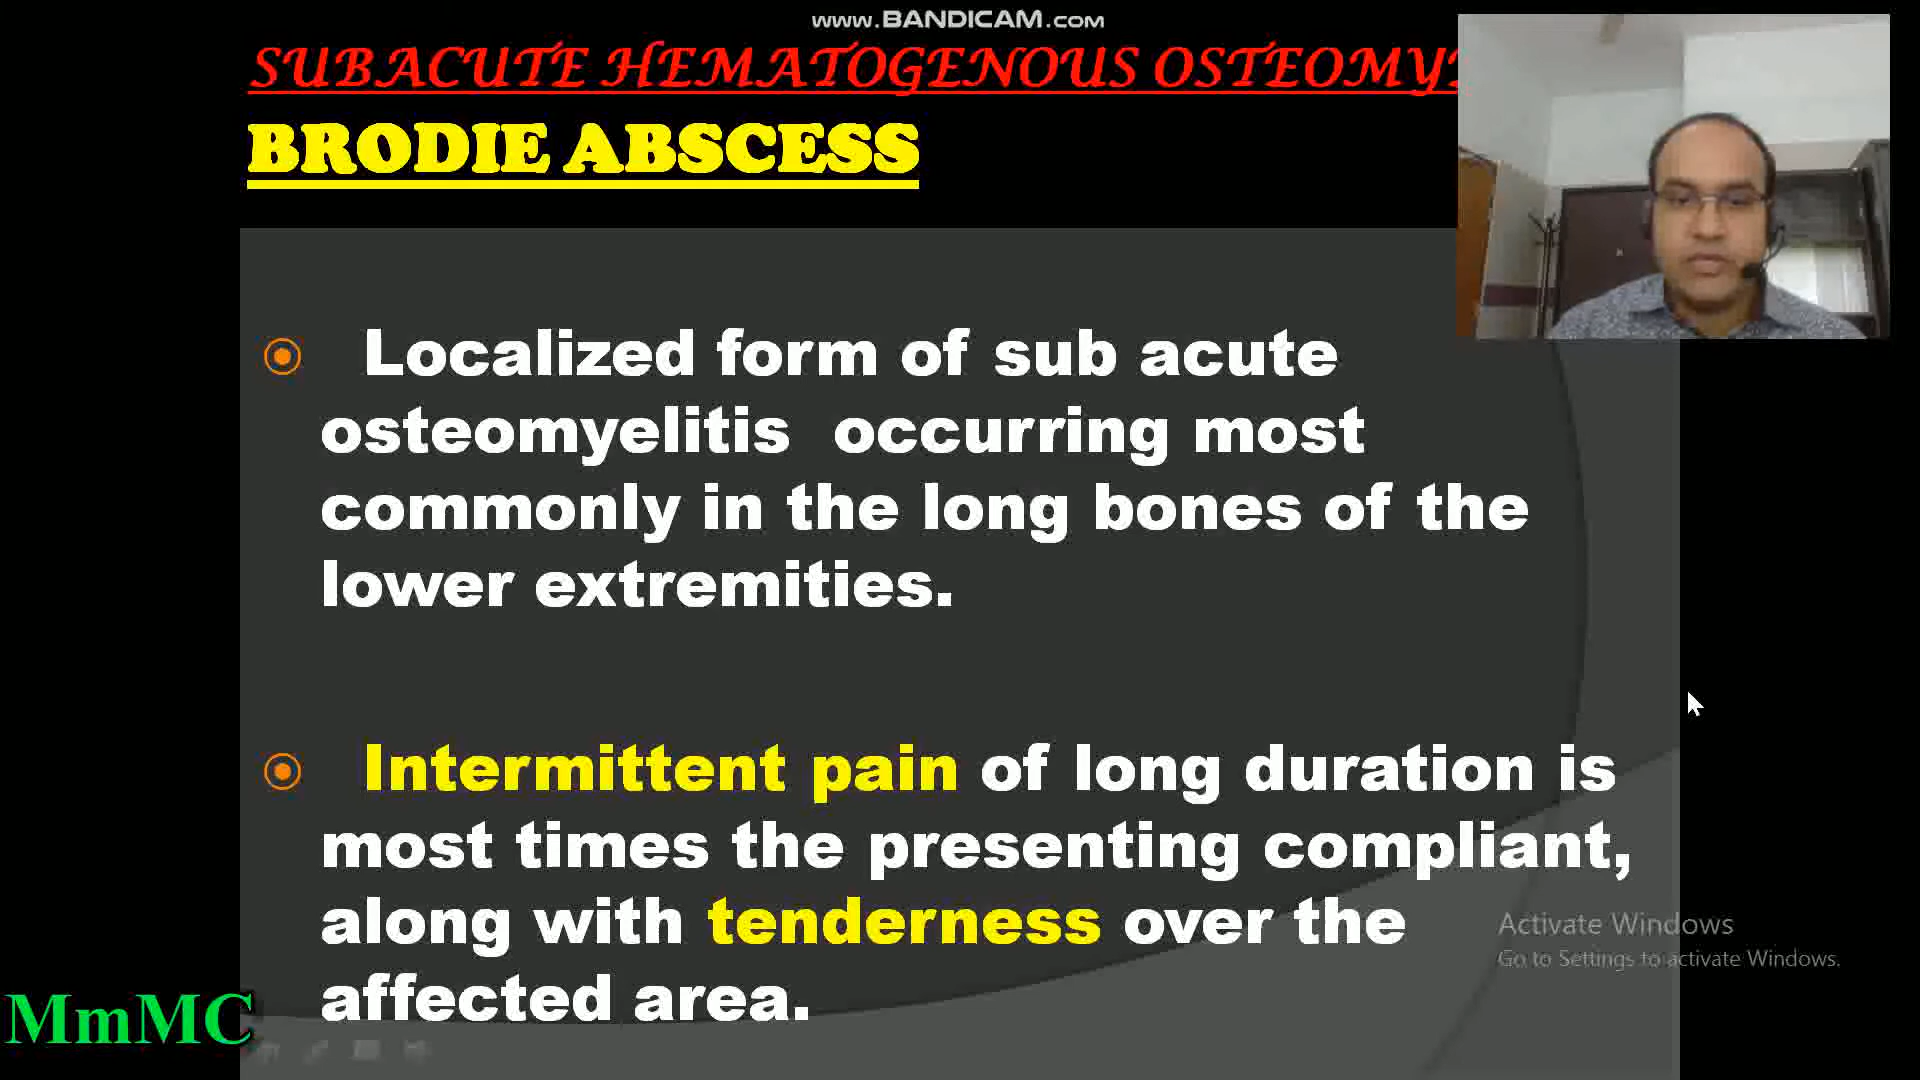 www.BANDICAM.com
SUBACUTE HEMATOGENOUS OSTEOMY
BRODIE ABSCESS
Localized form of sub acute
osteomyelitis occurring most
commonly in the long bones of the
lower extremities.
Intermittent pain of long duration is
most times the presenting compliant,
along with tenderness over the
affected area.
Activate Windows
Go to Settings to activate Windows.
MmMC